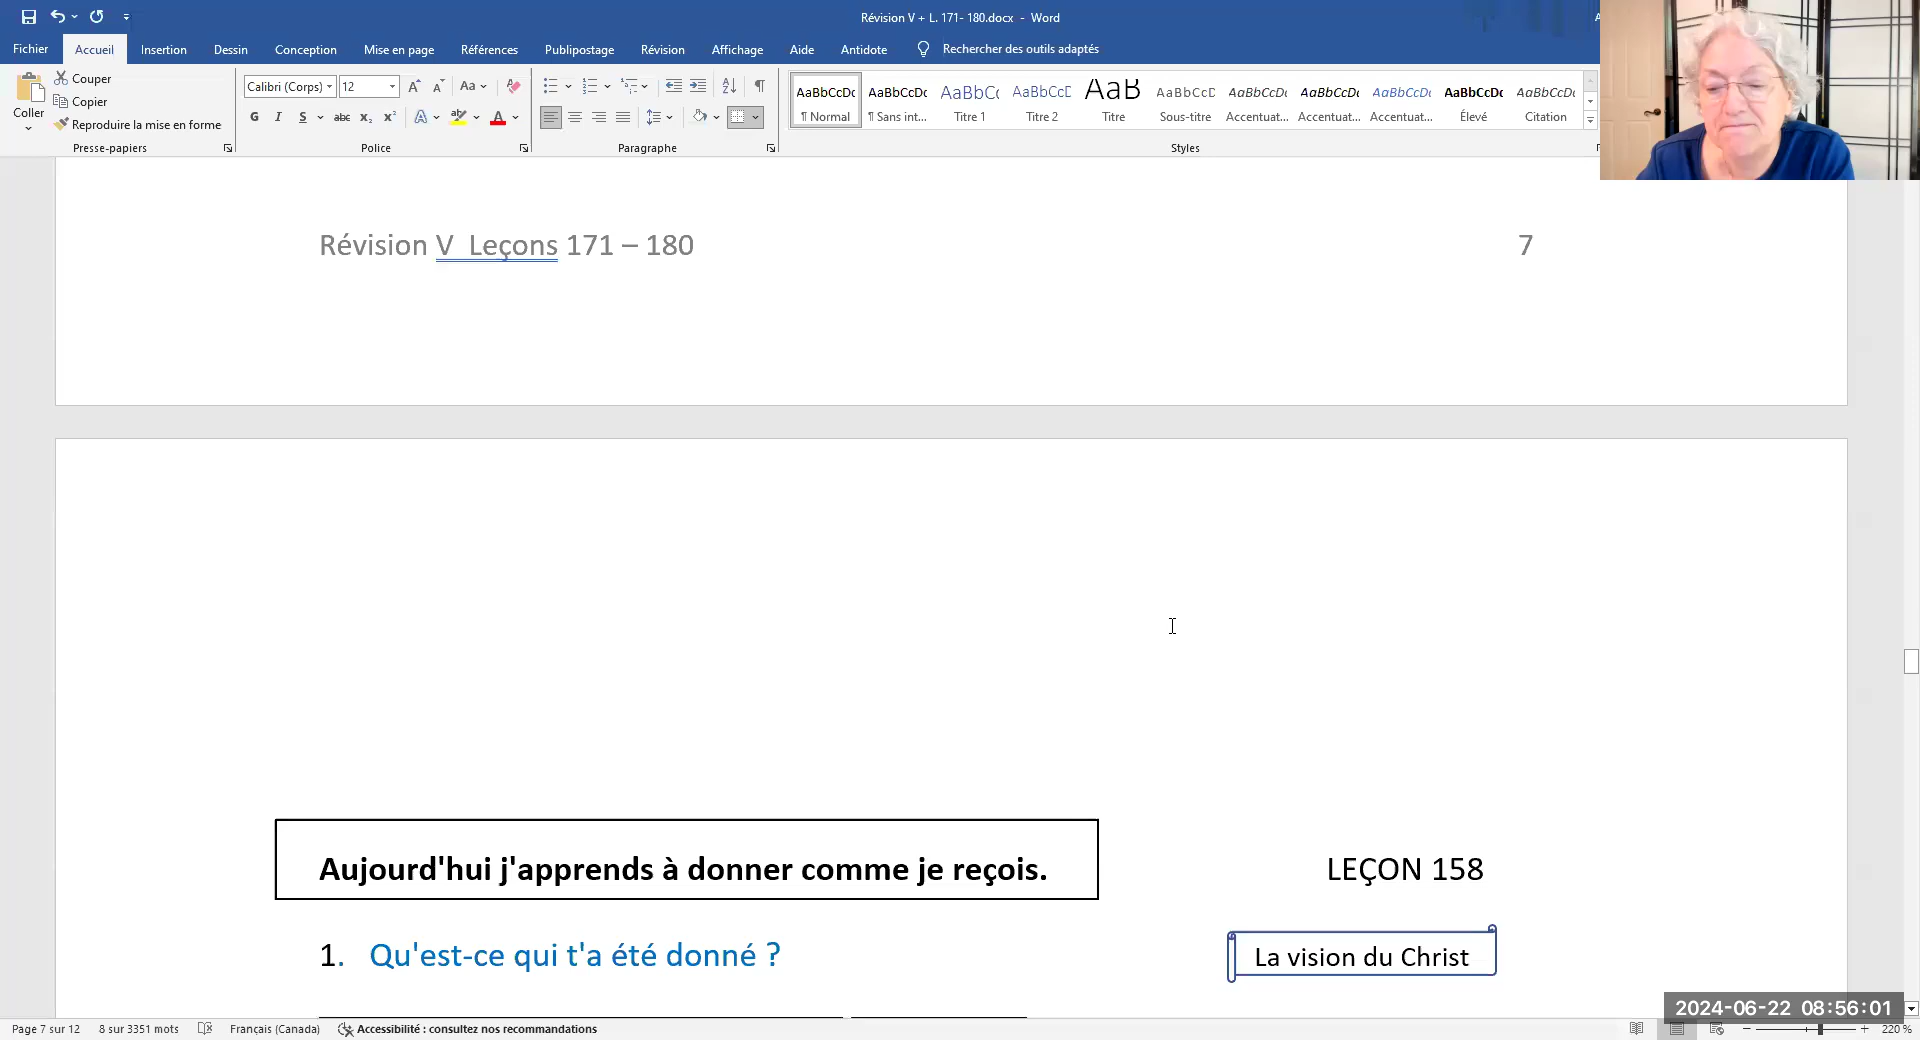 Révision V + L. 171- 180.docx - Word
Fichier Accueil Insertion Dessin Conception Mise en page Références Publipostage Révision Affichage Aide Antidote Rechercher des outils adaptés
Coller
Couper
Copier
Reproduire la mise en forme
Presse-papiers
Calibri (Corps) 12 Aa
G I S abc x₂ x² A A
Police
Paragraphe
AaBbCcDc AaBbCcDc AaBbCc AaBbCcD AaB AaBbCcD AaBbCcDc AaBbCcDc AaBbCcDc AaBbCcDc AaBbCcDc
¶ Normal ¶ Sans int... Titre 1 Titre 2 Titre Sous-titre Accentuat... Accentuat... Accentuat... Élevé Citation
Styles
Révision V Leçons 171 – 180 7
Aujourd'hui j'apprends à donner comme je reçois. LEÇON 158
1. Qu'est-ce qui t'a été donné ? La vision du Christ
2024-06-22 08:56:01
Page 7 sur 12 8 sur 3351 mots Français (Canada) Accessibilité : consultez nos recommandations 220 %